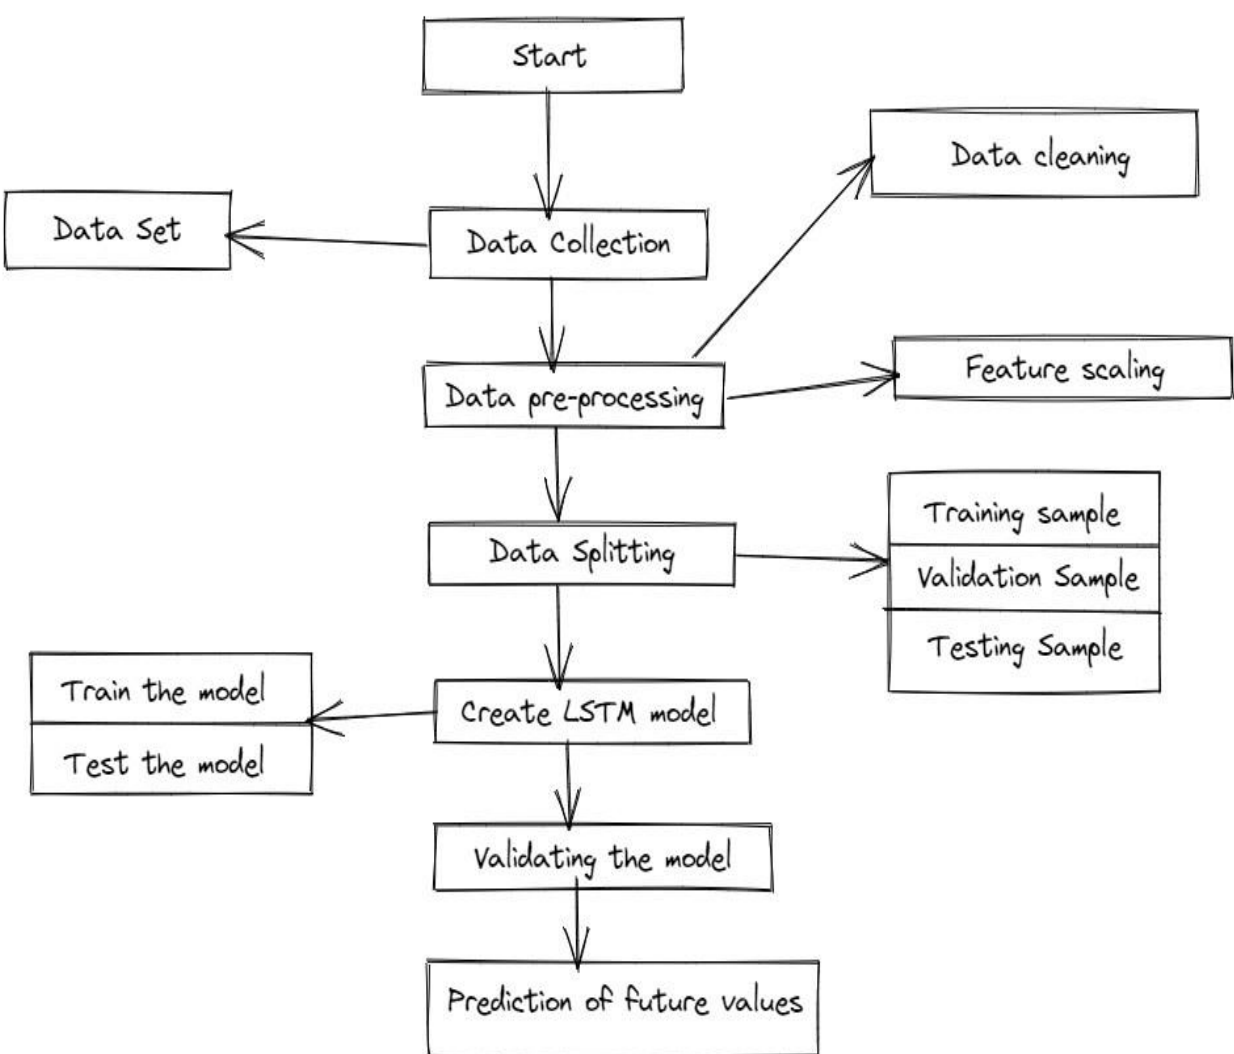 Start
Data cleaning
Data Set
Data Collection
Feature scaling
Data pre-processing
Training sample
Data Splitting
Validation Sample
Testing Sample
Train the model
Create LSTM model
Test the model
Validating the model
Prediction of future values